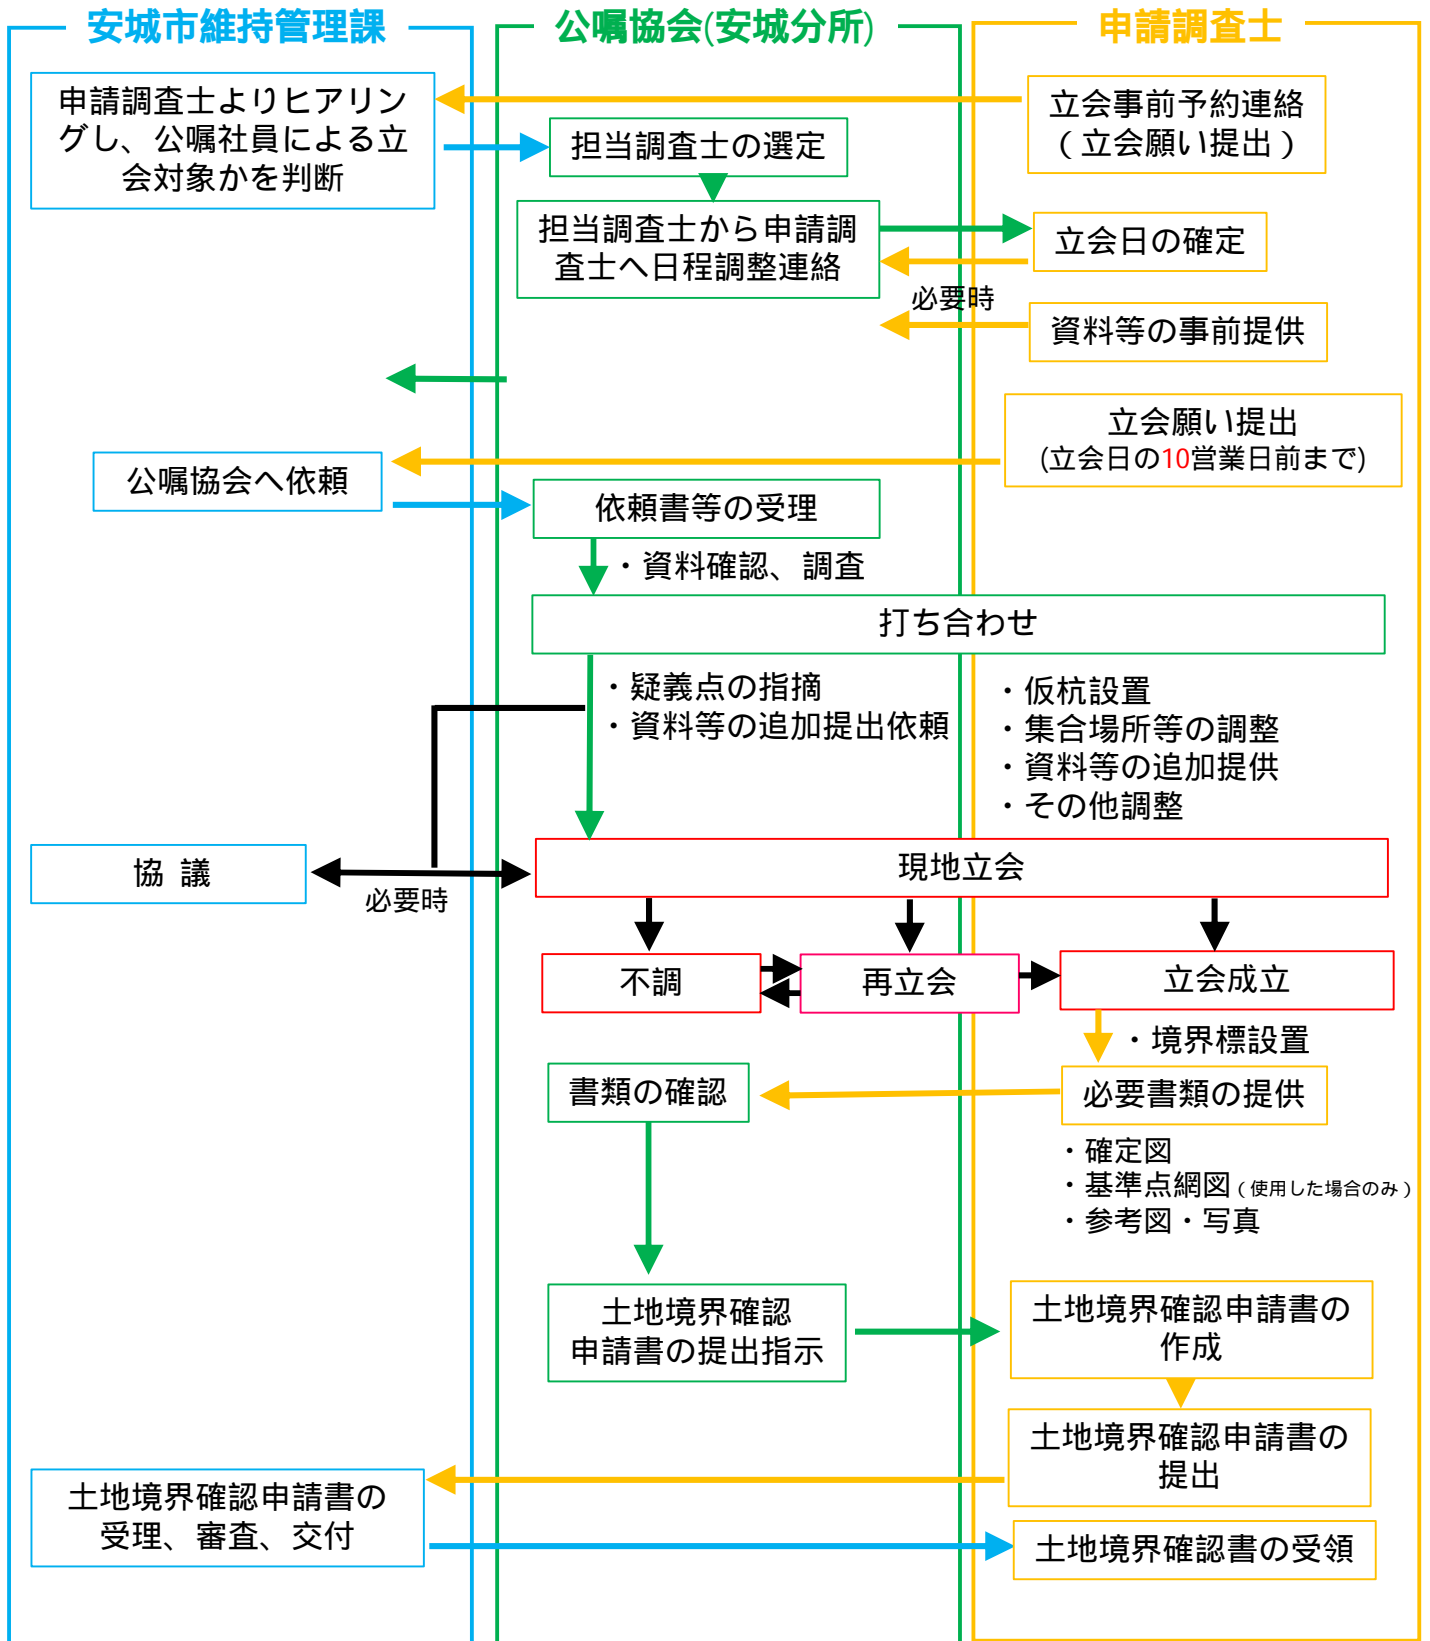 安城市維持管理課
公嘱協会(安城分所)
申請調査士
申請調査士よりヒアリン
グし、公嘱社員による立
会対象かを判断
立会事前予約連絡
（立会願い提出）
担当調査士の選定
担当調査士から申請調
査士へ日程調整連絡
立会日の確定
必要時
資料等の事前提供
立会願い提出
(立会日の10営業日前まで)
公嘱協会へ依頼
依頼書等の受理
・資料確認、調査
打ち合わせ
・疑義点の指摘
・資料等の追加提出依頼
・仮杭設置
・集合場所等の調整
・資料等の追加提供
・その他調整
協 議
必要時
現地立会
不調
再立会
立会成立
・境界標設置
書類の確認
必要書類の提供
・確定図
・基準点網図（使用した場合のみ）
・参考図・写真
土地境界確認
申請書の提出指示
土地境界確認申請書の
作成
土地境界確認申請書の
提出
土地境界確認申請書の
受理、審査、交付
土地境界確認書の受領